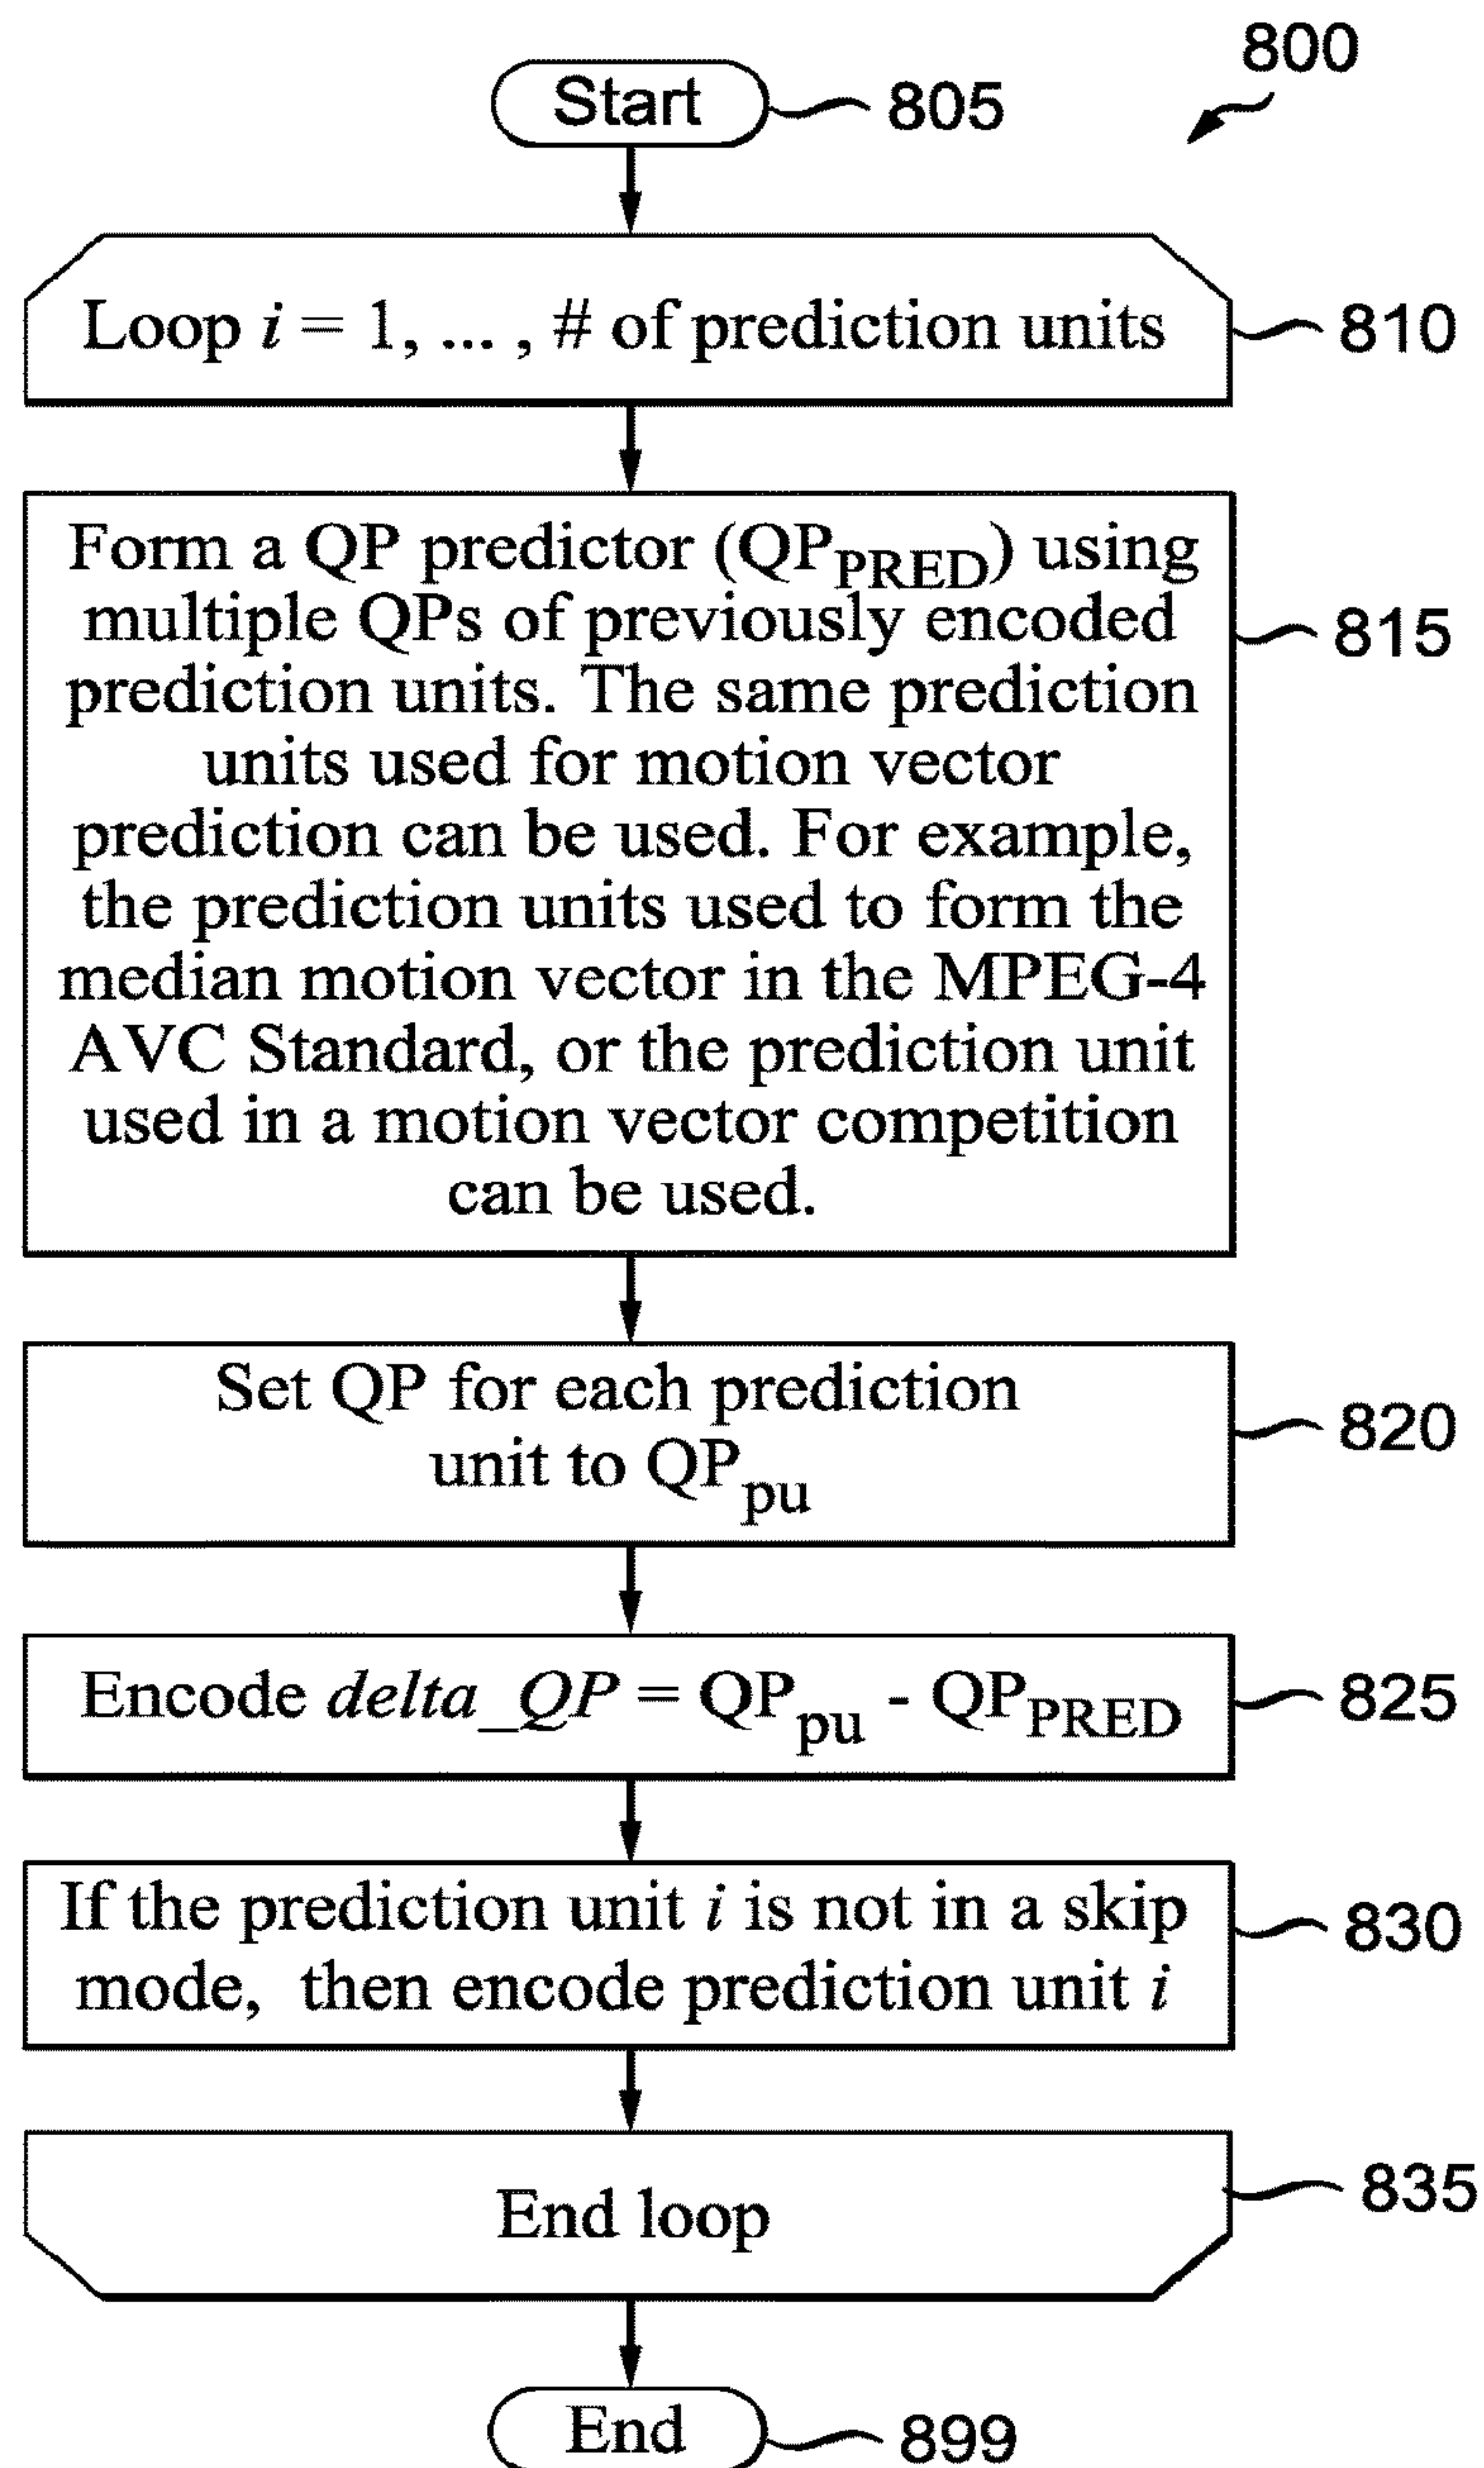 800
Start
805
Loop i = 1, ... , # of prediction units
810
Form a QP predictor (QPPRED) using
multiple QPs of previously encoded
prediction units. The same prediction
units used for motion vector
prediction can be used. For example,
the prediction units used to form the
median motion vector in the MPEG-4
AVC Standard, or the prediction unit
used in a motion vector competition
can be used.
815
Set QP for each prediction
unit to QPpu
820
Encode delta_QP = QPpu - QPPRED
825
If the prediction unit i is not in a skip
mode, then encode prediction unit i
830
End loop
835
End
899